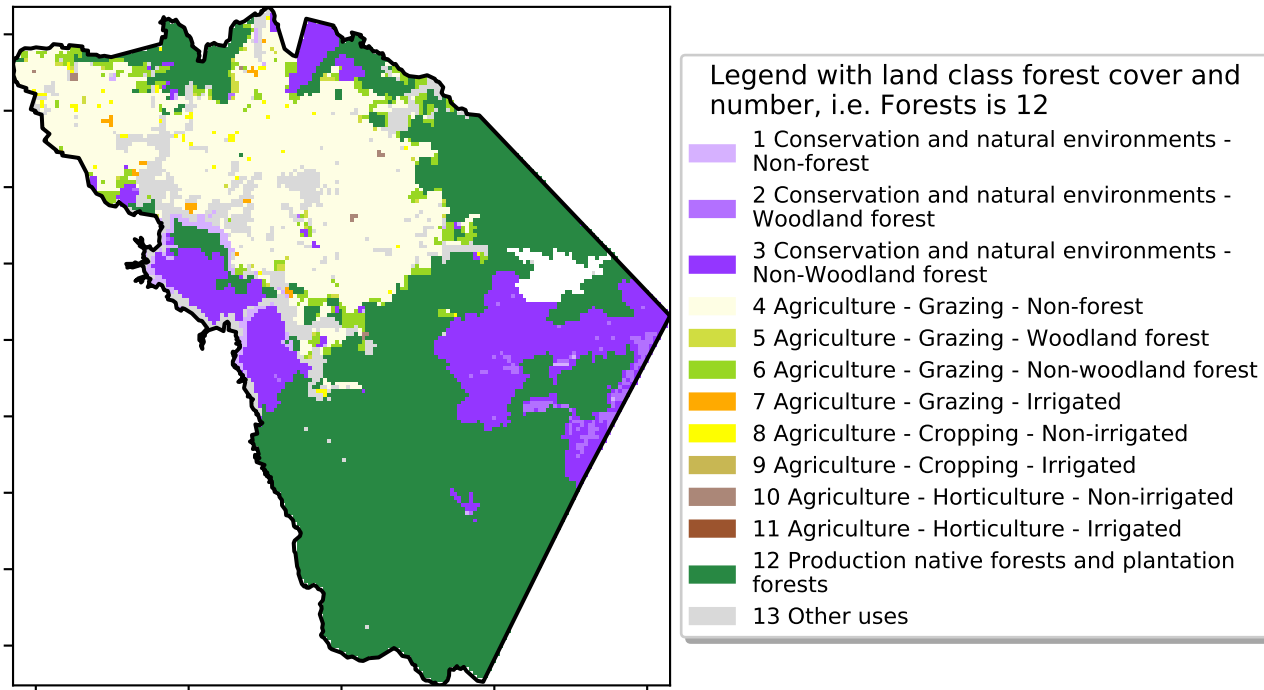 Legend with land class forest cover and
number, i.e. Forests is 12
1 Conservation and natural environments -
Non-forest
2 Conservation and natural environments -
Woodland forest
3 Conservation and natural environments -
Non-Woodland forest
4 Agriculture - Grazing - Non-forest
5 Agriculture - Grazing - Woodland forest
6 Agriculture - Grazing - Non-woodland forest
7 Agriculture - Grazing - Irrigated
8 Agriculture - Cropping - Non-irrigated
9 Agriculture - Cropping - Irrigated
10 Agriculture - Horticulture - Non-irrigated
11 Agriculture - Horticulture - Irrigated
12 Production native forests and plantation
forests
13 Other uses